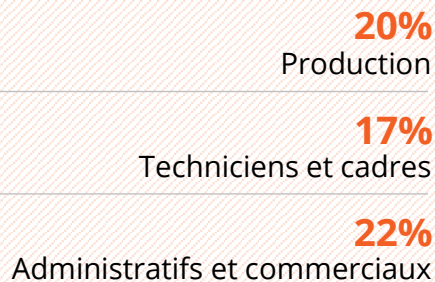 20%
Production
17%
Techniciens et cadres
22%
Administratifs et commerciaux